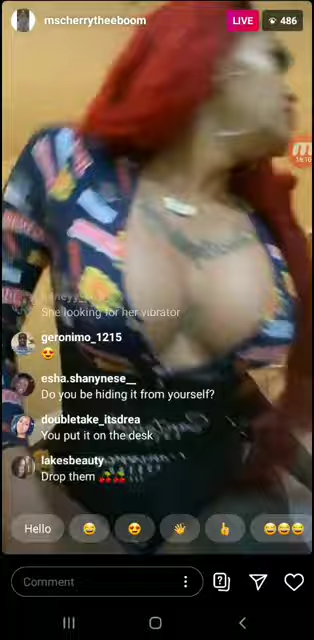 mscherrytheeboom
LIVE
486
She looking for her vibrator
geronimo_1215
😍
esha.shanynese__
Do you be hiding it from yourself?
doubletake_itsdrea
You put it on the desk
lakesbeauty
Drop them 🍒🍒
Hello
😂
😍
👋
👍
😂😂😅
Comment